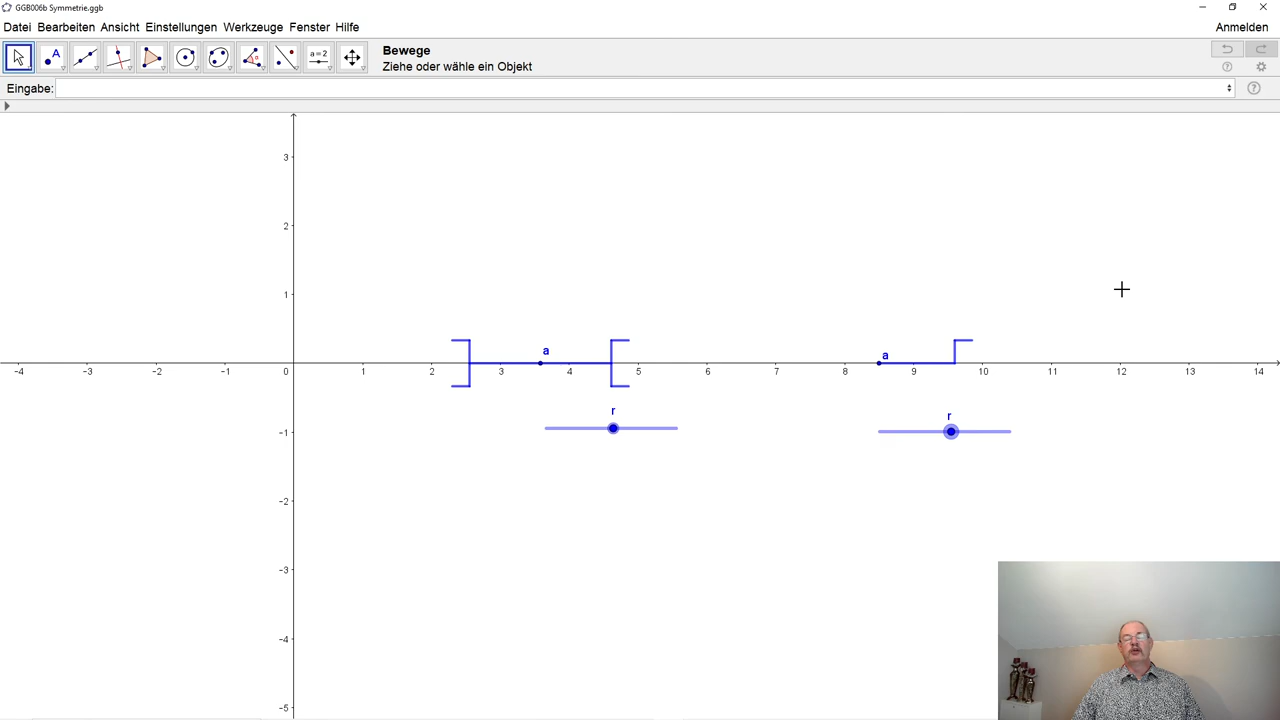 GGB006b Symmetrie.ggb
Datei Bearbeiten Ansicht Einstellungen Werkzeuge Fenster Hilfe
Anmelden
A
a=2
Bewege
Ziehe oder wähle ein Objekt
Eingabe:
3
2
1
a
a
-4 -3 -2 -1 0 1 2 3 4 5 6 7 8 9 10 11 12 13 14
r
r
-1
-2
-3
-4
-5